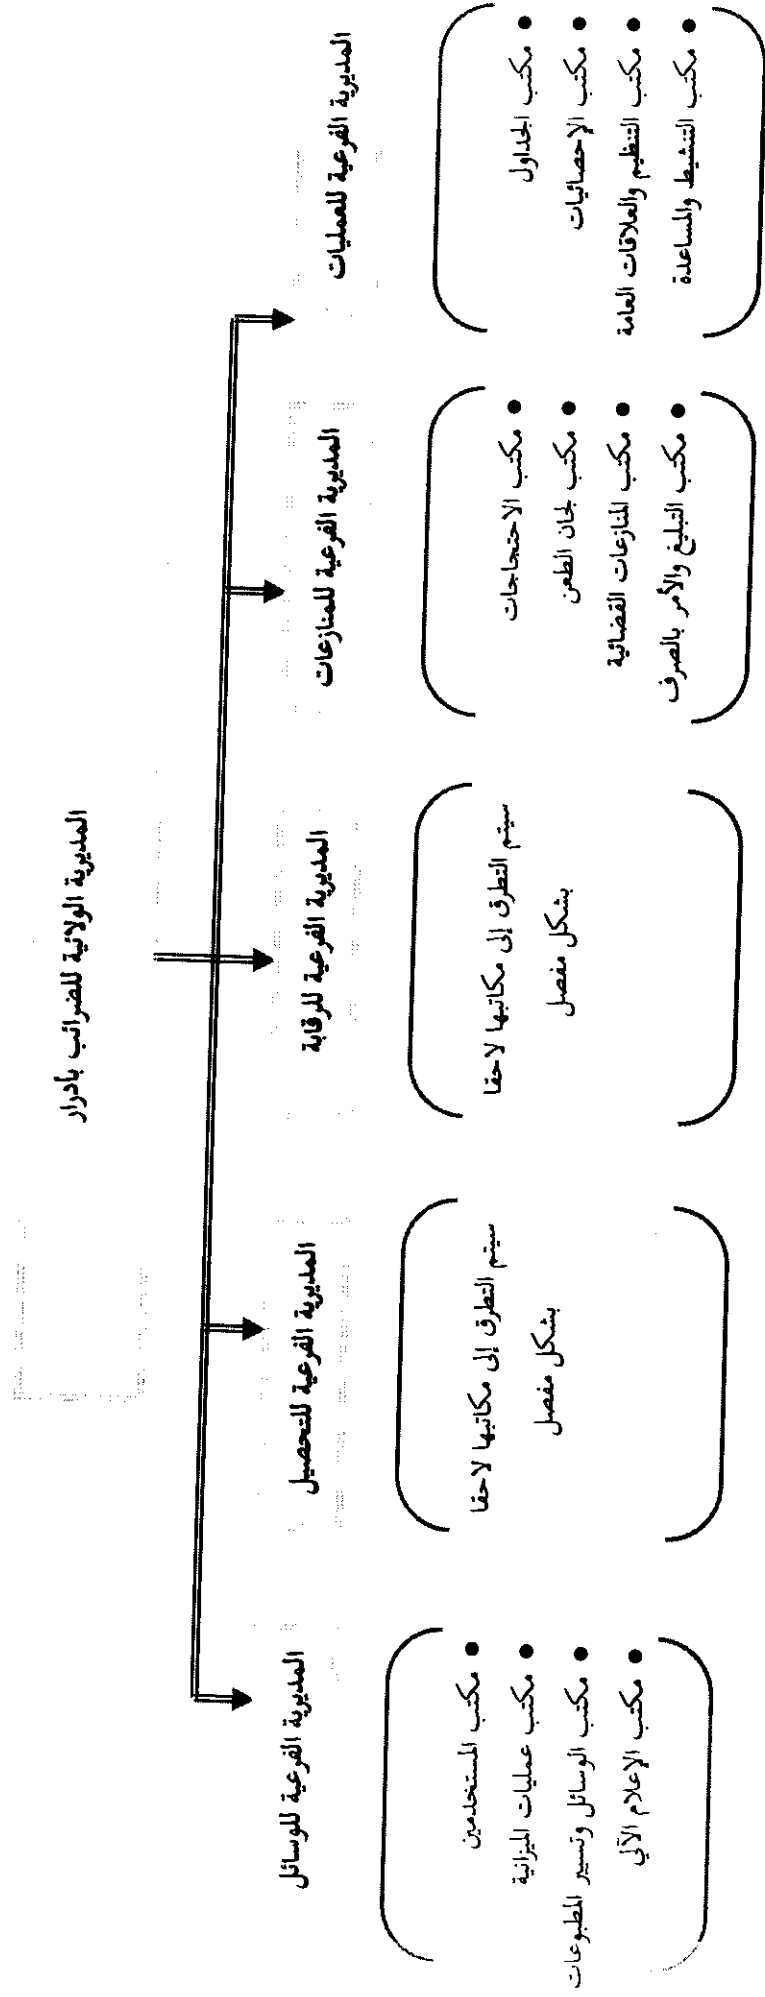 المديرية الولائية للضرائب بأدرار
المديرية الفرعية للعمليات
• مكتب الجداول
• مكتب الإحصائيات
• مكتب التنظيم والعلاقات العامة
• مكتب التنشيط والمساعدة
المديرية الفرعية للمنازعات
• مكتب الاحتجاجات
• مكتب لجان الطعن
• مكتب المنازعات القضائية
• مكتب التبليغ والأمر بالصرف
المديرية الفرعية للرقابة
سيتم التطرق إلى مكاتبها لاحقا
بشكل مفصل
المديرية الفرعية للتحصيل
سيتم التطرق إلى مكاتبها لاحقا
بشكل مفصل
المديرية الفرعية للوسائل
• مكتب المستخدمين
• مكتب عمليات الميزانية
• مكتب الوسائل وتسيير المطبوعات
• مكتب الإعلام الآلي